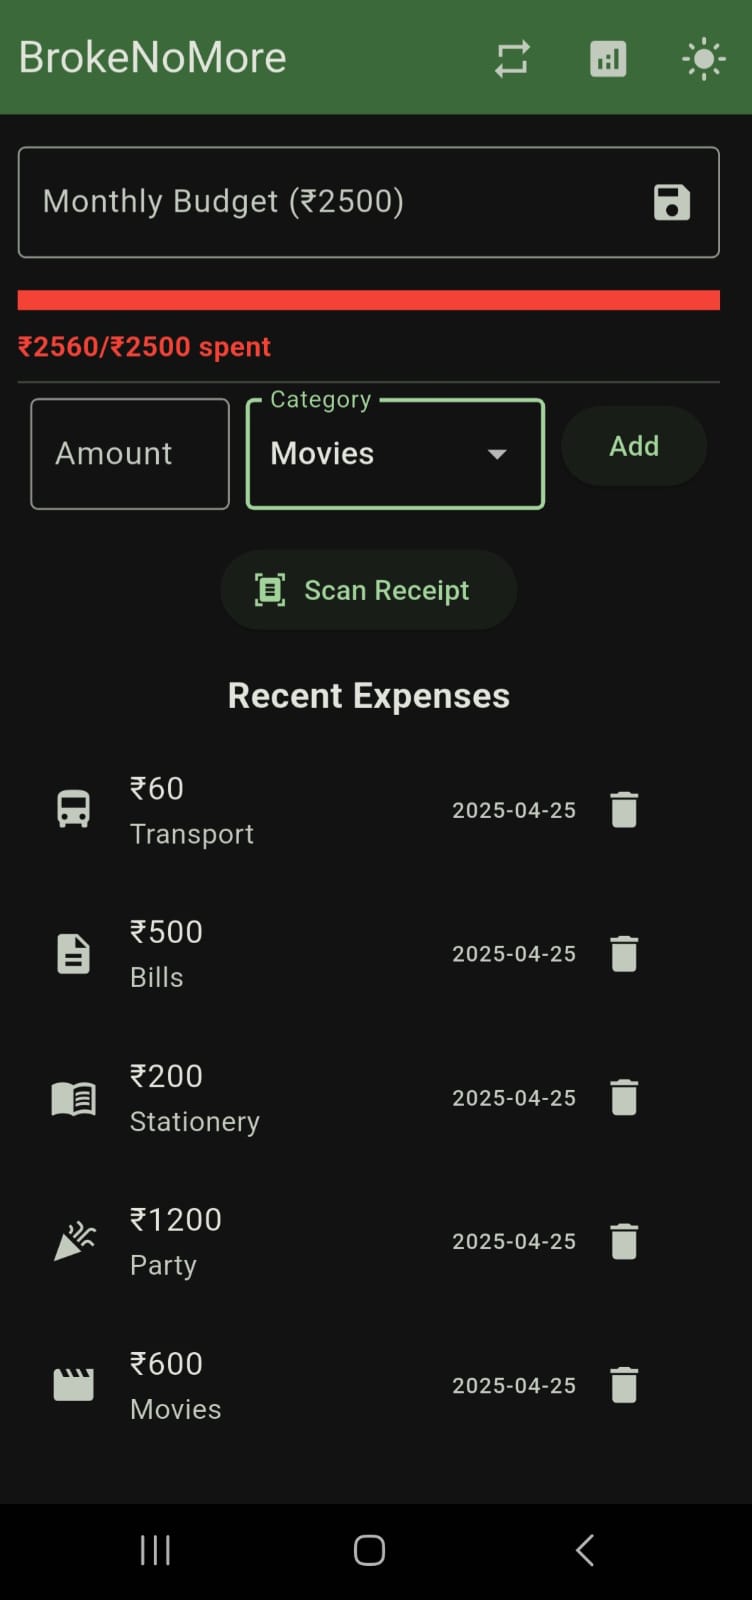 BrokeNoMore
Monthly Budget (₹2500)
₹2560/₹2500 spent
Category
Amount
Movies
Add
Scan Receipt
Recent Expenses
₹60
Transport
2025-04-25
₹500
Bills
2025-04-25
₹200
Stationery
2025-04-25
₹1200
Party
2025-04-25
₹600
Movies
2025-04-25